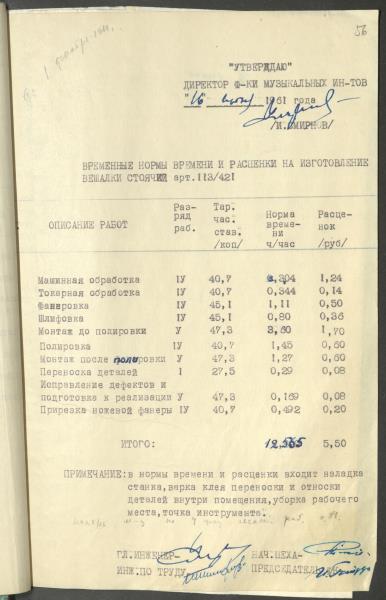 56
"УТВЕРЖДАЮ"
ДИРЕКТОР Ф-КИ МУЗЫКАЛЬНЫХ ИН-ТОВ
"16" 1961 года
/И.СМИРНОВ/
ВРЕМЕННЫЕ НОРМЫ ВРЕМЕНИ И РАСЦЕНКИ НА ИЗГОТОВЛЕНИЕ
ВЕШАЛКИ СТОЯЧИЙ арт.113/421
ОПИСАНИЕ РАБОТ Раз-ряд раб. Тар. час. став. /коп/ Норма време-ни ч/час Расце-нок /руб/
Машинная обработка IУ 40,7 3,304 1,24
Токарная обработка IУ 40,7 0,344 0,14
Фанировка IУ 45,1 1,11 0,50
Шлифовка IУ 45,1 0,80 0,36
Монтаж до полировки У 47,3 3,60 1,70
Полировка IУ 40,7 1,45 0,60
Монтаж после полировки У 47,3 1,27 0,60
Переноска деталей I 27,5 0,29 0,08
Исправление дефектов и
подготовка к реализации У 47,3 0,169 0,08
Прирезка ножевой фанеры IУ 40,7 0,492 0,20
ИТОГО: 12,565 5,50
ПРИМЕЧАНИЕ: в нормы времени и расценки входит наладка
станка,варка клея переноски и относки
деталей внутри помещения,уборка рабочего
места,точка инструмента.
ГЛ.ИНЖЕНЕР- НАЧ.ЦЕХА-
ИНЖ.ПО ТРУДУ ПРЕДСЕДАТЕЛЬ